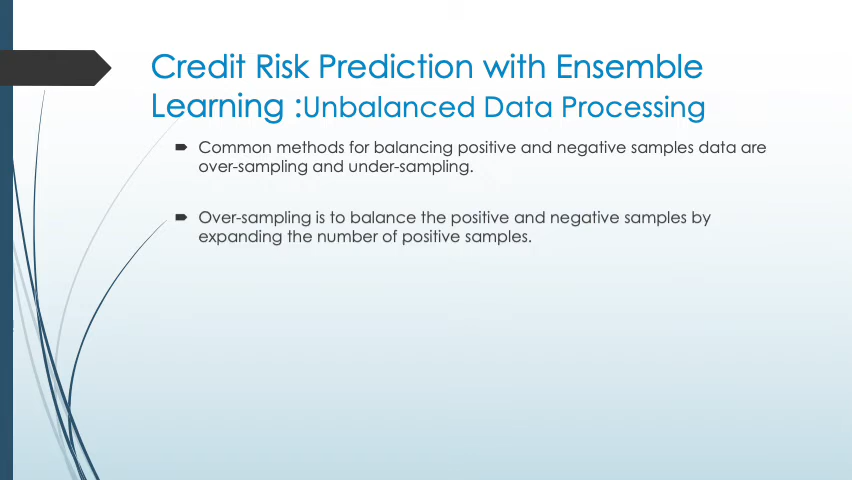 Credit Risk Prediction with Ensemble
Learning :Unbalanced Data Processing
Common methods for balancing positive and negative samples data are
over-sampling and under-sampling.
Over-sampling is to balance the positive and negative samples by
expanding the number of positive samples.